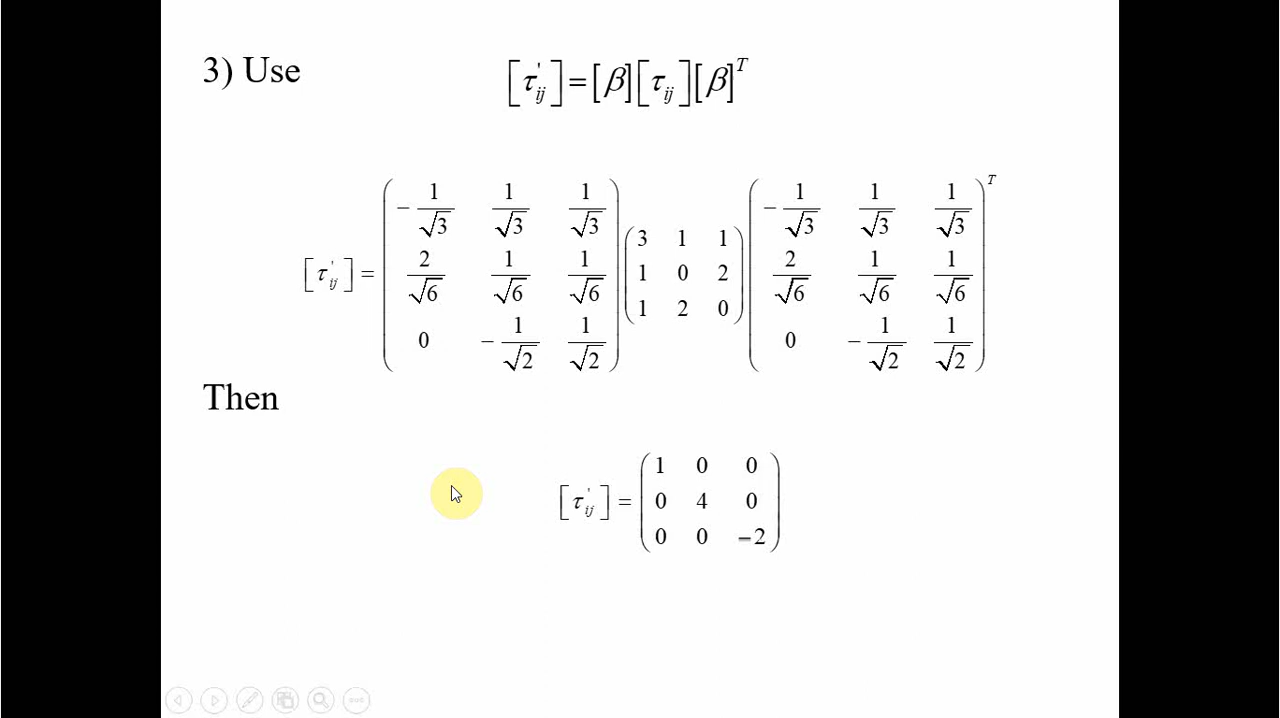 3) Use
[τ'ij] = [β][τij][β]^T
[τ'ij] = (−1/√3 1/√3 1/√3; 2/√6 1/√6 1/√6; 0 −1/√2 1/√2) (3 1 1; 1 0 2; 1 2 0) (−1/√3 1/√3 1/√3; 2/√6 1/√6 1/√6; 0 −1/√2 1/√2)^T
Then
[τ'ij] = (1 0 0; 0 4 0; 0 0 −2)